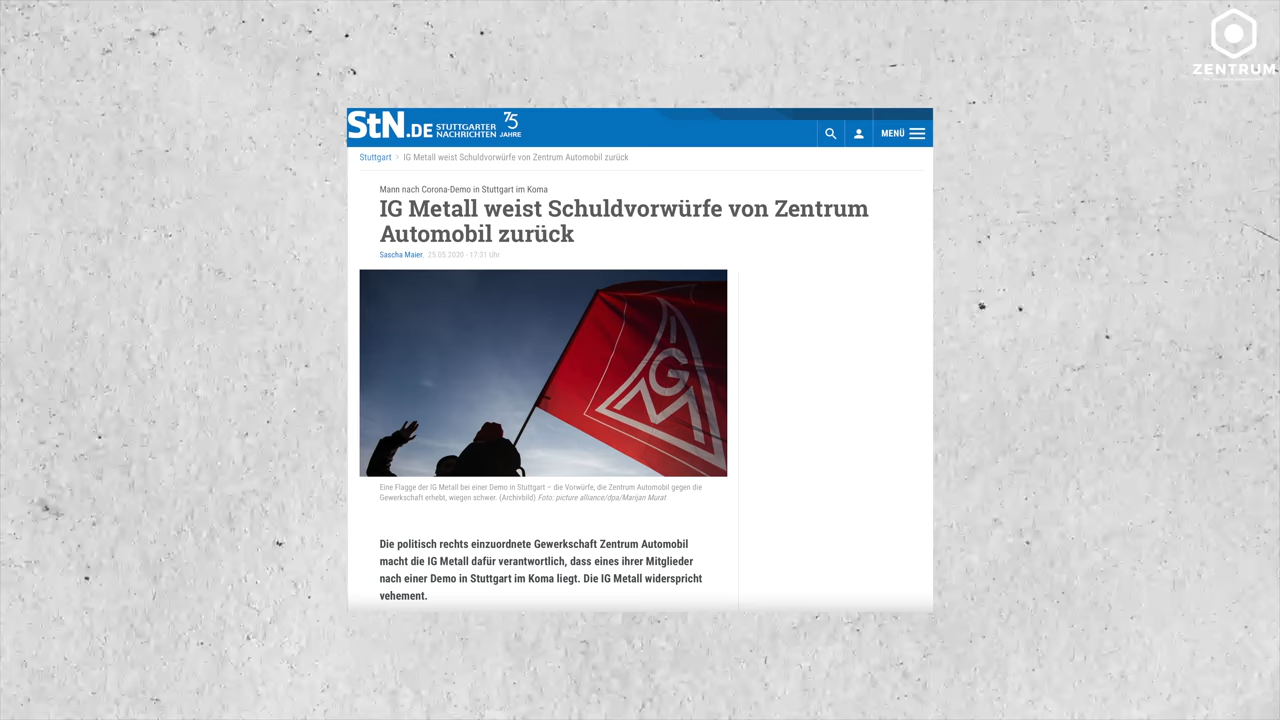 ZENTRUM
StN.DE STUTTGARTER NACHRICHTEN 75 JAHRE
MENÜ
Stuttgart > IG Metall weist Schuldvorwürfe von Zentrum Automobil zurück
Mann nach Corona-Demo in Stuttgart im Koma
IG Metall weist Schuldvorwürfe von Zentrum
Automobil zurück
Sascha Maier, 25.05.2020 - 17:31 Uhr
IGM
Eine Flagge der IG Metall bei einer Demo in Stuttgart – die Vorwürfe, die Zentrum Automobil gegen die
Gewerkschaft erhebt, wiegen schwer. (Archivbild) Foto: picture alliance/dpa/Marijan Murat
Die politisch rechts einzuordnete Gewerkschaft Zentrum Automobil
macht die IG Metall dafür verantwortlich, dass eines ihrer Mitglieder
nach einer Demo in Stuttgart im Koma liegt. Die IG Metall widerspricht
vehement.